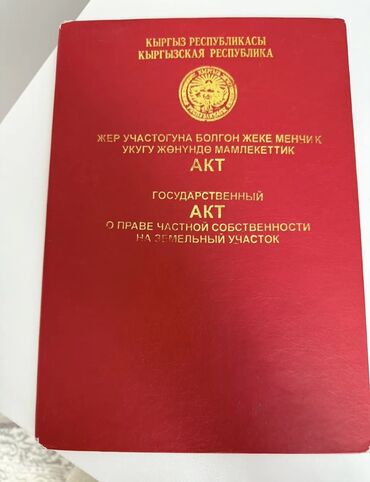 КЫРГЫЗ РЕСПУБЛИКАСЫ
КЫРГЫЗСКАЯ РЕСПУБЛИКА
ЖЕР УЧАСТОГУНА БОЛГОН ЖЕКЕ МЕНЧИК
УКУГУ ЖӨНҮНДӨ МАМЛЕКЕТТИК
АКТ
ГОСУДАРСТВЕННЫЙ
АКТ
О ПРАВЕ ЧАСТНОЙ СОБСТВЕННОСТИ
НА ЗЕМЕЛЬНЫЙ УЧАСТОК